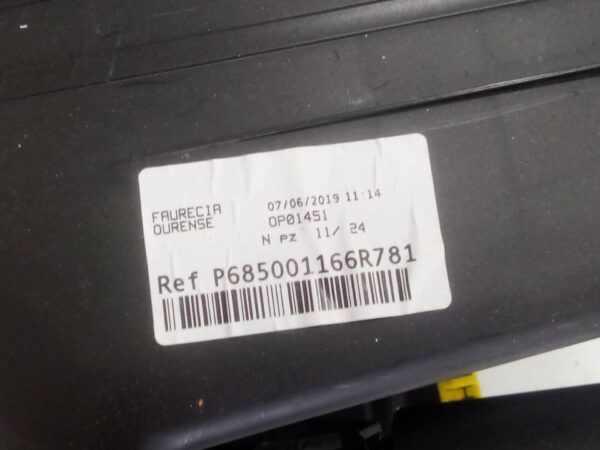 FAURECIA
OURENSE
07/06/2019 11:14
OP01451
N pz 11/ 24
Ref P685001166R781